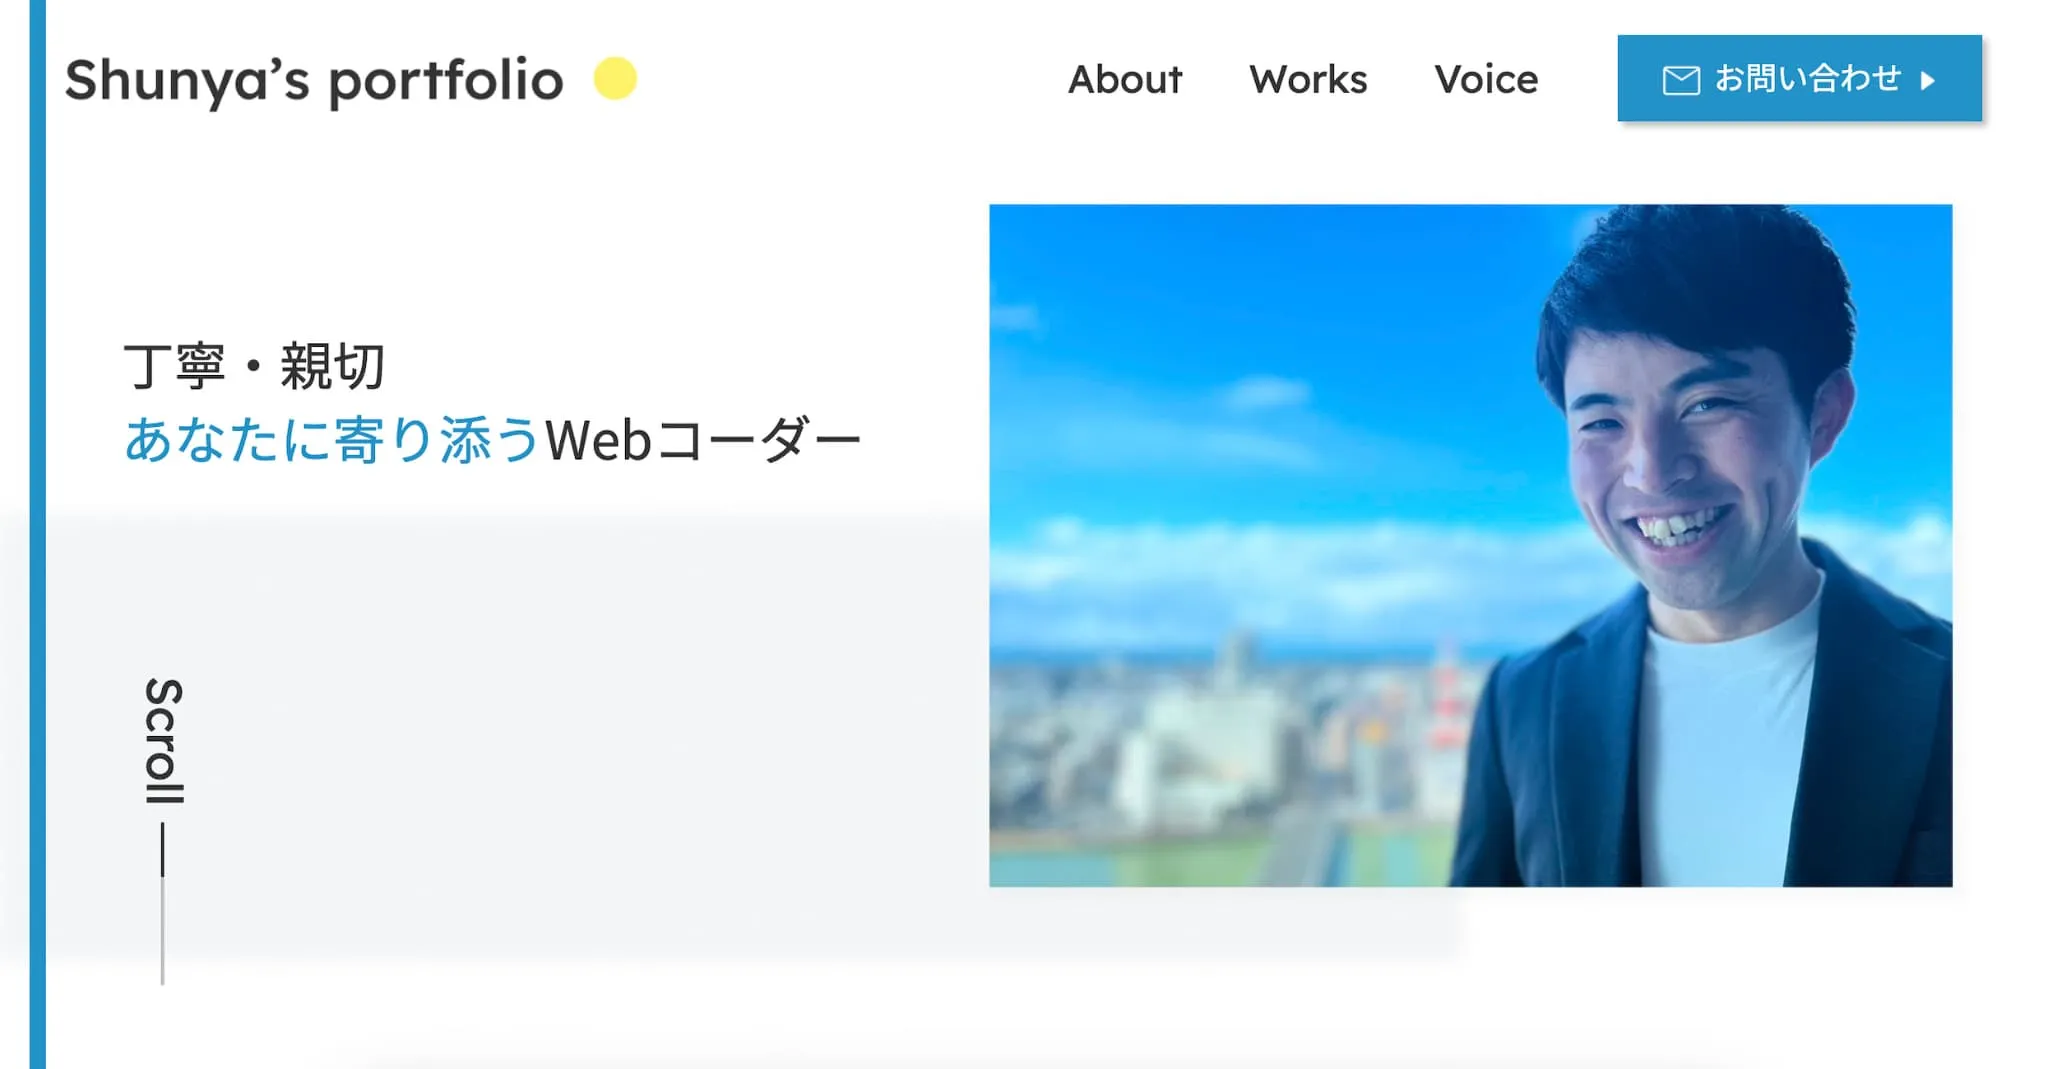 Shunya’s portfolio
About
Works
Voice
お問い合わせ
丁寧・親切
あなたに寄り添うWebコーダー
Scroll